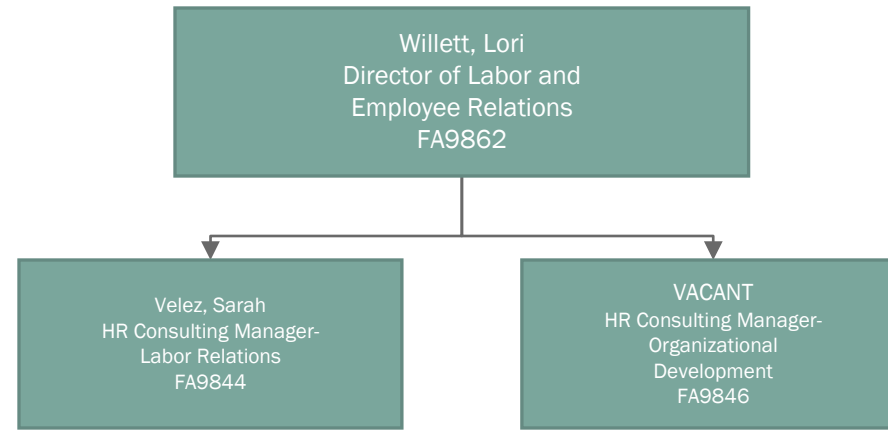 Willett, Lori
Director of Labor and
Employee Relations
FA9862
Velez, Sarah
HR Consulting Manager-
Labor Relations
FA9844
VACANT
HR Consulting Manager-
Organizational
Development
FA9846